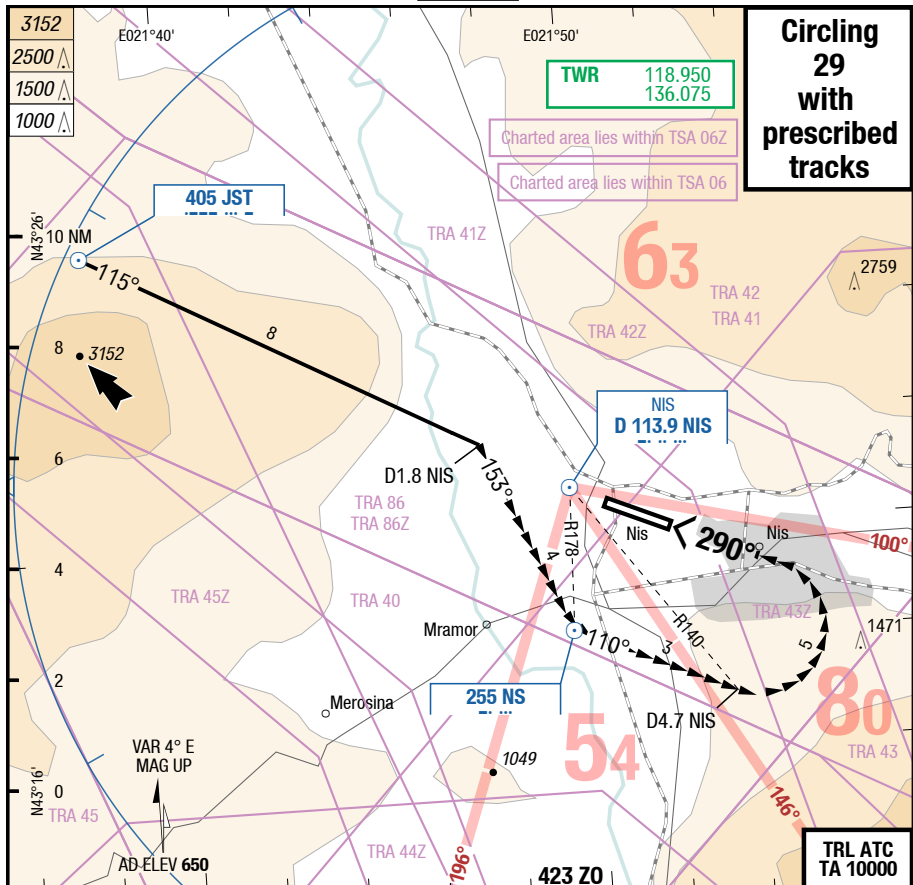 3152
2500
1500
1000
E021°40'
E021°50'
TWR 118.950
136.075
Circling
29
with
prescribed
tracks
Charted area lies within TSA 06Z
Charted area lies within TSA 06
405 JST
N43°26'
10 NM
TRA 41Z
63
2759
TRA 42
TRA 41
TRA 42Z
115°
8
8
3152
NIS
D 113.9 NIS
6
D1.8 NIS
153°
TRA 86
TRA 86Z
R178
4
Nis
290°
Nis
100°
4
TRA 45Z
TRA 40
TRA 43Z
Mramor
110°
3
R140
5
1471
2
255 NS
Merosina
D4.7 NIS
80
54
VAR 4° E
MAG UP
1049
TRA 43
N43°16'
0
TRA 45
146°
AD ELEV 650
TRA 44Z
196°
423 ZO
TRL ATC
TA 10000